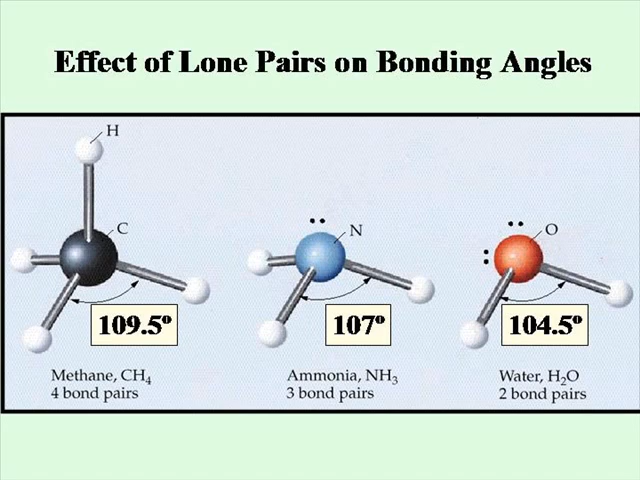 Effect of Lone Pairs on Bonding Angles
H
C
N
O
109.5º
107º
104.5º
Methane, CH₄
4 bond pairs
Ammonia, NH₃
3 bond pairs
Water, H₂O
2 bond pairs